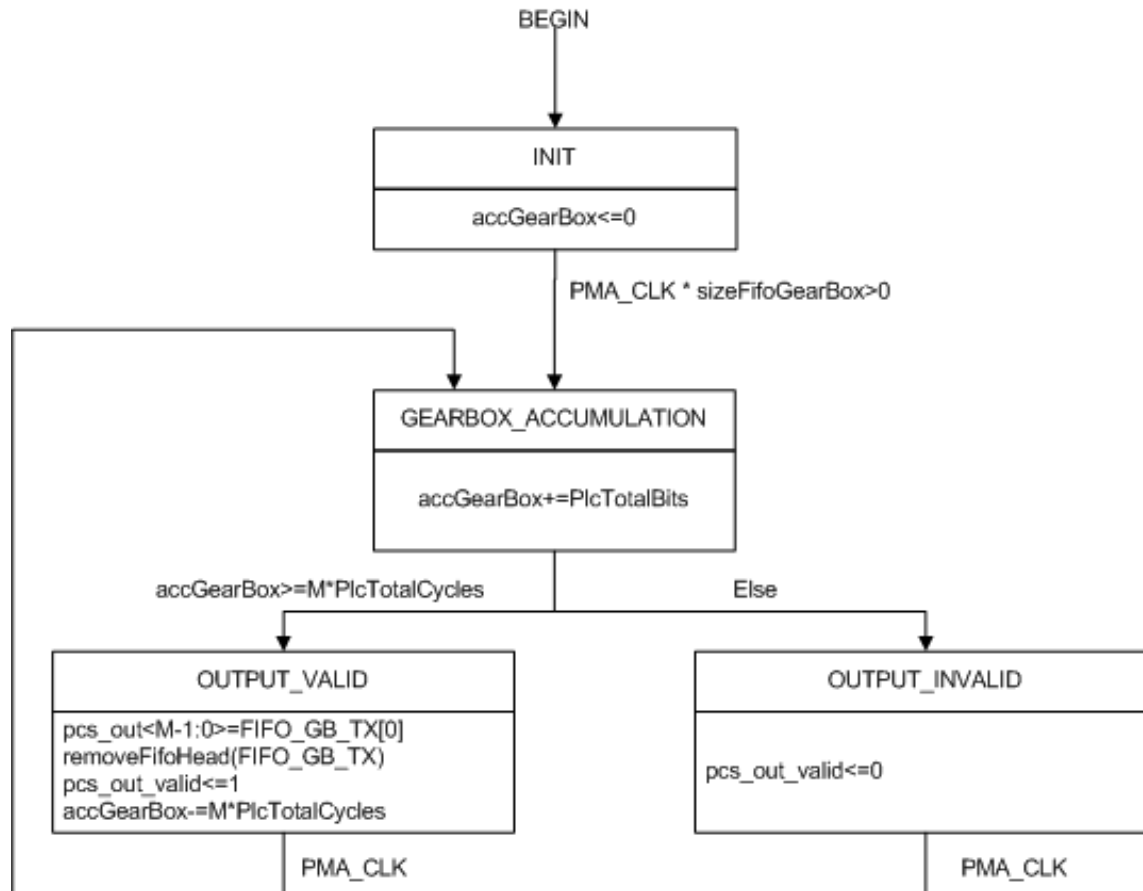 BEGIN
INIT
accGearBox<=0
PMA_CLK * sizeFifoGearBox>0
GEARBOX_ACCUMULATION
accGearBox+=PlcTotalBits
accGearBox>=M*PlcTotalCycles
Else
OUTPUT_VALID
pcs_out<M-1:0>=FIFO_GB_TX[0]
removeFifoHead(FIFO_GB_TX)
pcs_out_valid<=1
accGearBox-=M*PlcTotalCycles
OUTPUT_INVALID
pcs_out_valid<=0
PMA_CLK
PMA_CLK